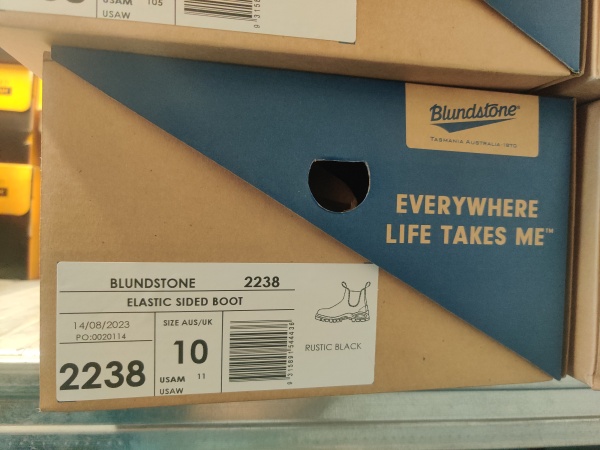 USAM 105
USAW
Blundstone®
TASMANIA AUSTRALIA 1870
EVERYWHERE
LIFE TAKES ME™
BLUNDSTONE 2238
ELASTIC SIDED BOOT
14/08/2023
PO:0020114
2238
SIZE AUS/UK
10
USAM 11
USAW
RUSTIC BLACK